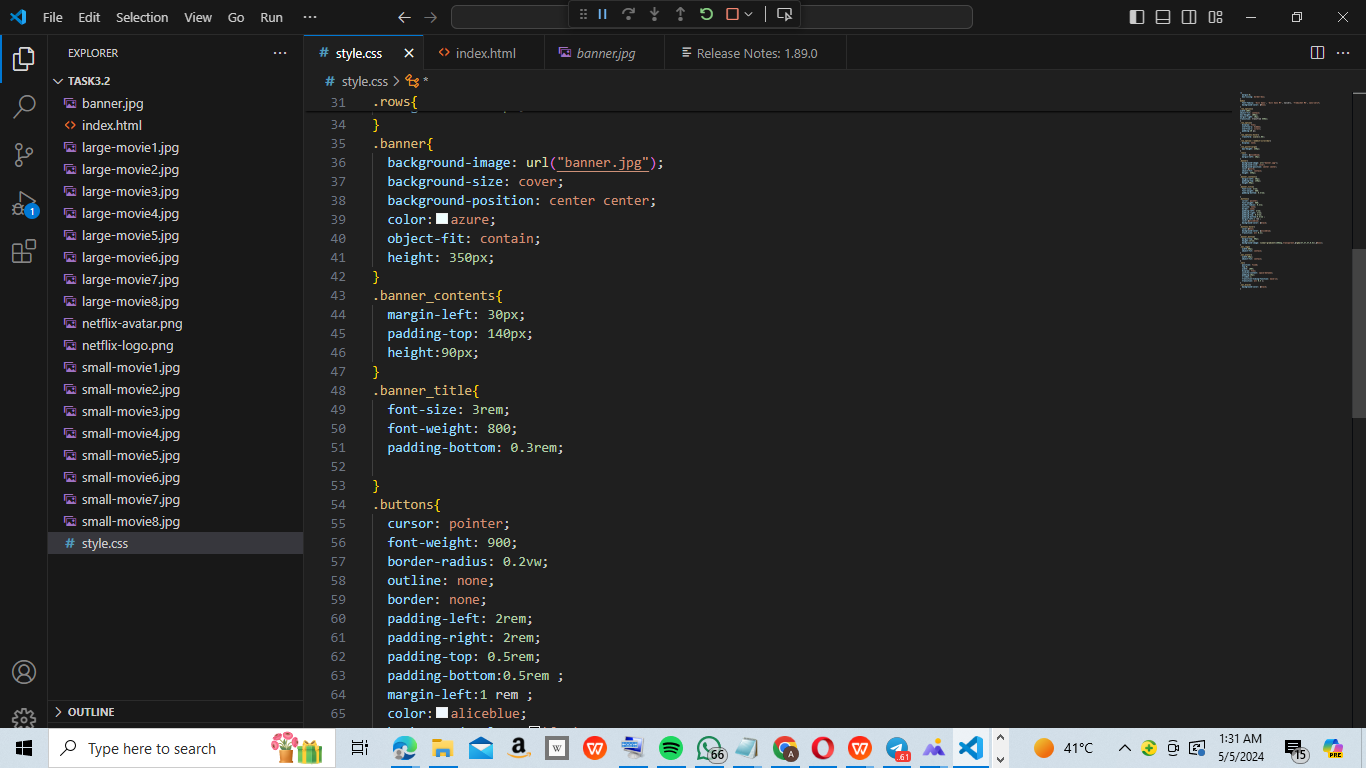 File Edit Selection View Go Run ···
EXPLORER ···
TASK3.2
banner.jpg
index.html
large-movie1.jpg
large-movie2.jpg
large-movie3.jpg
large-movie4.jpg
large-movie5.jpg
large-movie6.jpg
large-movie7.jpg
large-movie8.jpg
netflix-avatar.png
netflix-logo.png
small-movie1.jpg
small-movie2.jpg
small-movie3.jpg
small-movie4.jpg
small-movie5.jpg
small-movie6.jpg
small-movie7.jpg
small-movie8.jpg
# style.css
OUTLINE
1
# style.css <> index.html banner.jpg Release Notes: 1.89.0 ···
# style.css > *
31 .rows{
34 }
35 .banner{
36 background-image: url("banner.jpg");
37 background-size: cover;
38 background-position: center center;
39 color: azure;
40 object-fit: contain;
41 height: 350px;
42 }
43 .banner_contents{
44 margin-left: 30px;
45 padding-top: 140px;
46 height:90px;
47 }
48 .banner_title{
49 font-size: 3rem;
50 font-weight: 800;
51 padding-bottom: 0.3rem;
52
53 }
54 .buttons{
55 cursor: pointer;
56 font-weight: 900;
57 border-radius: 0.2vw;
58 outline: none;
59 border: none;
60 padding-left: 2rem;
61 padding-right: 2rem;
62 padding-top: 0.5rem;
63 padding-bottom:0.5rem ;
64 margin-left:1 rem ;
65 color: aliceblue;
Type here to search
a
W
W
66
A
W
.61
41°C
1:31 AM
5/5/2024
15
PRE